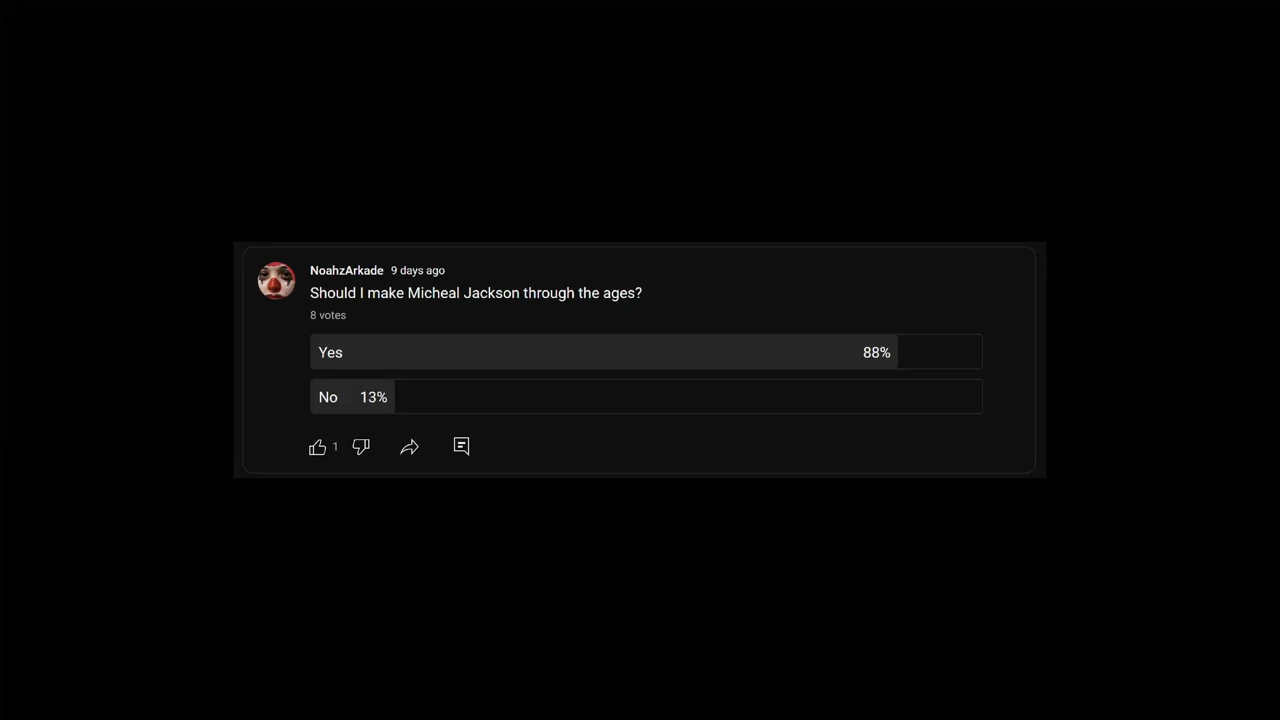 NoahzArkade 9 days ago
Should I make Micheal Jackson through the ages?
8 votes
Yes 88%
No 13%
1